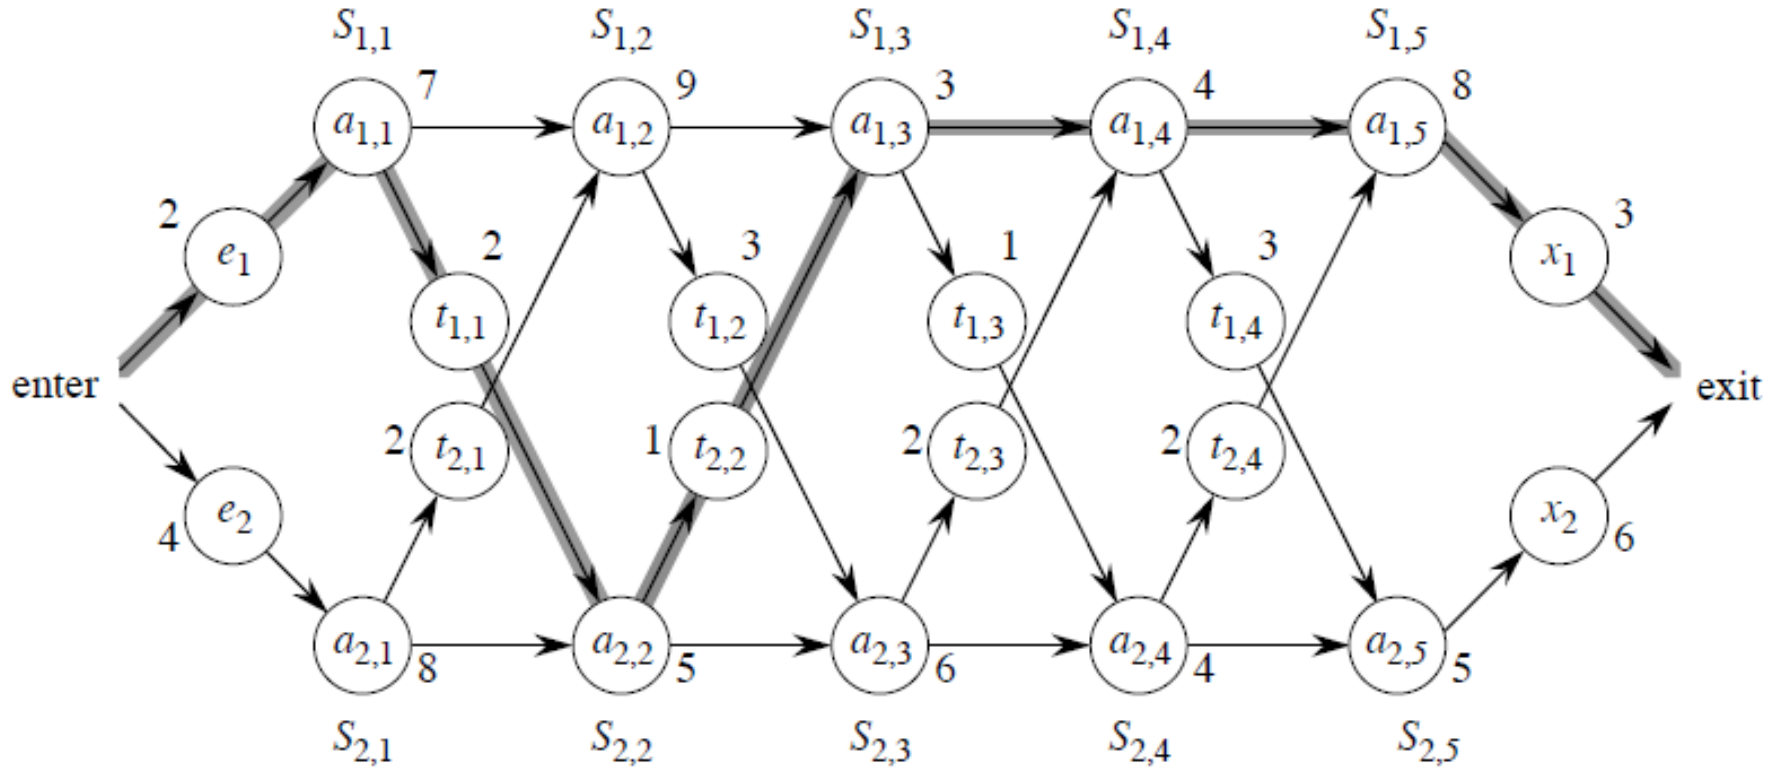 S1,1 S1,2 S1,3 S1,4 S1,5
7 9 3 4 8
a1,1 a1,2 a1,3 a1,4 a1,5
2 3
e1 x1
2 3 1 3
t1,1 t1,2 t1,3 t1,4
enter exit
2 1 2 2
t2,1 t2,2 t2,3 t2,4
e2 x2
4 6
a2,1 a2,2 a2,3 a2,4 a2,5
8 5 6 4 5
S2,1 S2,2 S2,3 S2,4 S2,5